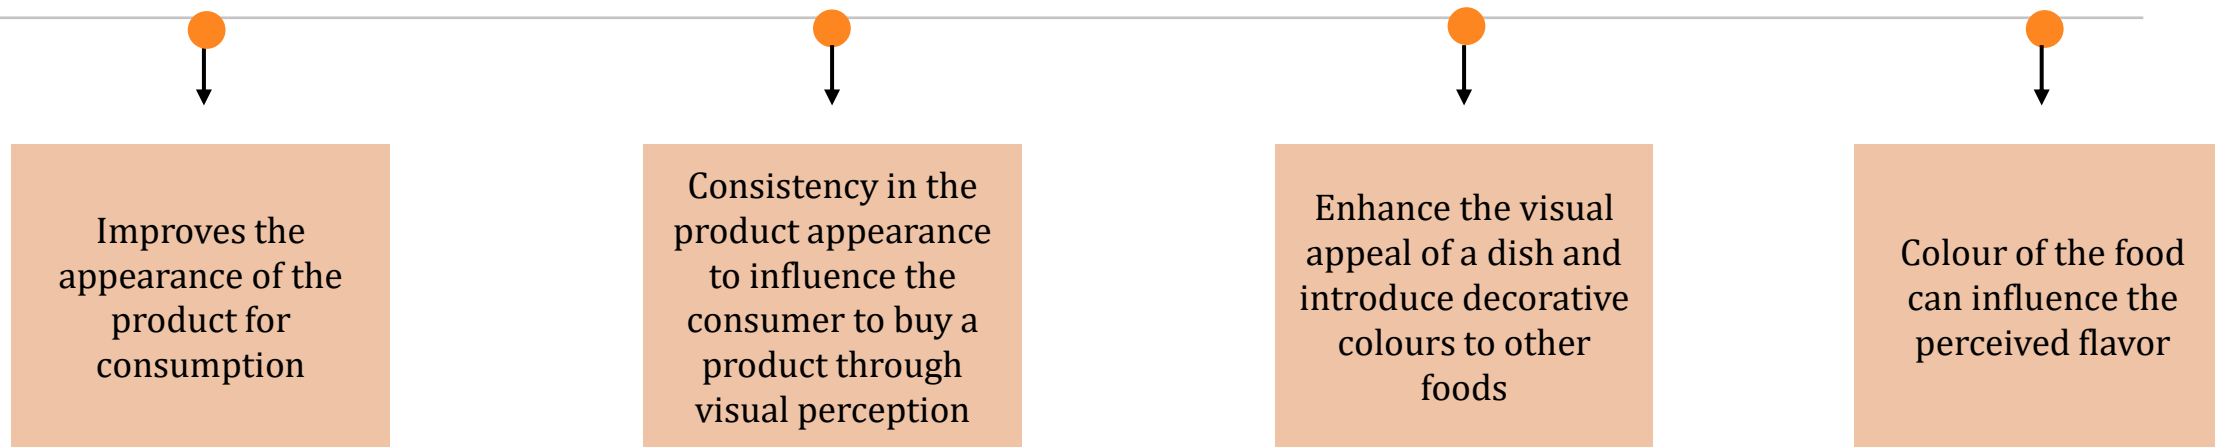 Improves the
appearance of the
product for
consumption
Consistency in the
product appearance
to influence the
consumer to buy a
product through
visual perception
Enhance the visual
appeal of a dish and
introduce decorative
colours to other
foods
Colour of the food
can influence the
perceived flavor